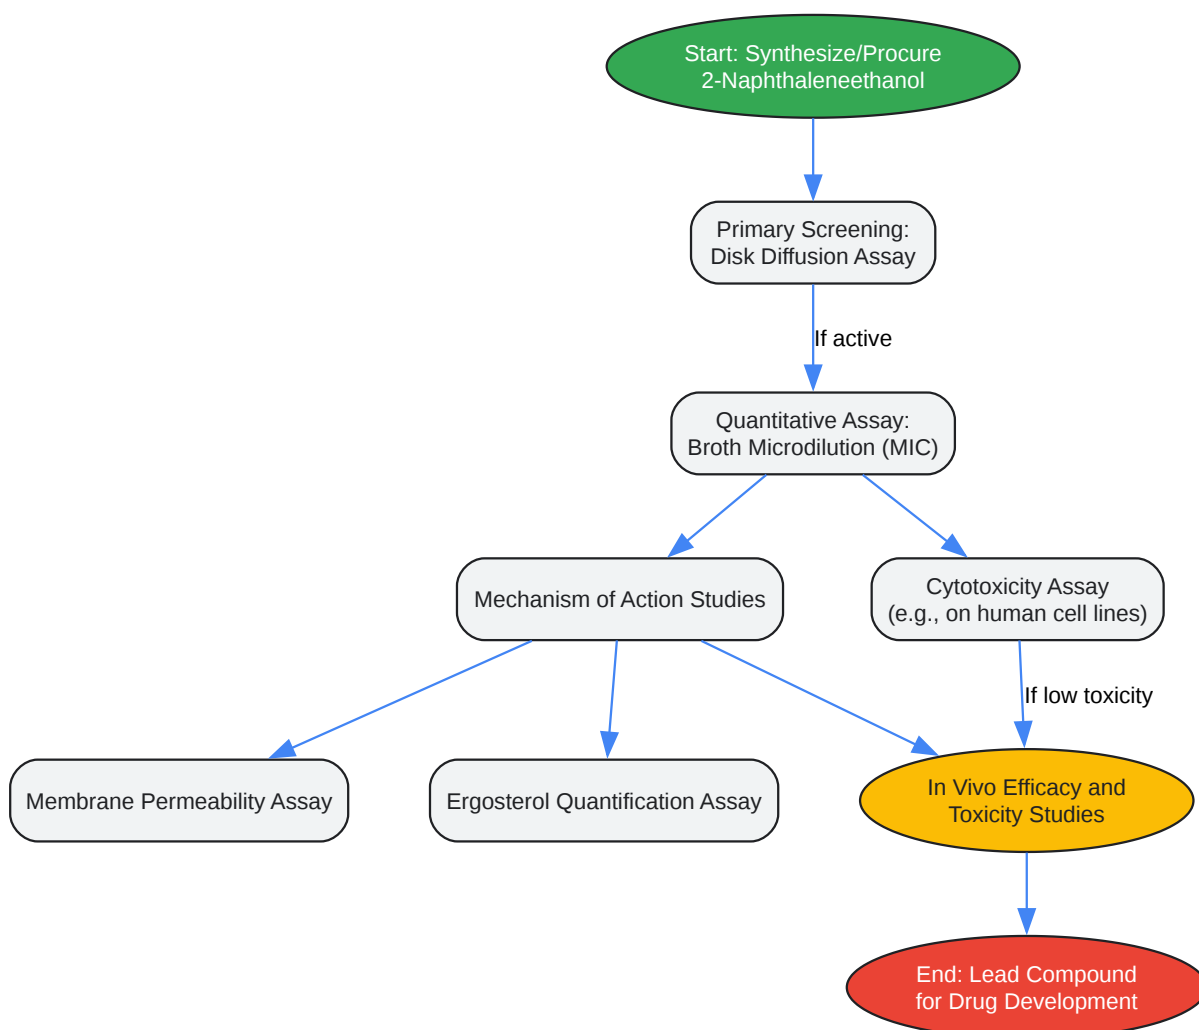 Start: Synthesize/Procure
2-Naphthaleneethanol
Primary Screening:
Disk Diffusion Assay
If active
Quantitative Assay:
Broth Microdilution (MIC)
Mechanism of Action Studies
Cytotoxicity Assay
(e.g., on human cell lines)
If low toxicity
Membrane Permeability Assay
Ergosterol Quantification Assay
In Vivo Efficacy and
Toxicity Studies
End: Lead Compound
for Drug Development